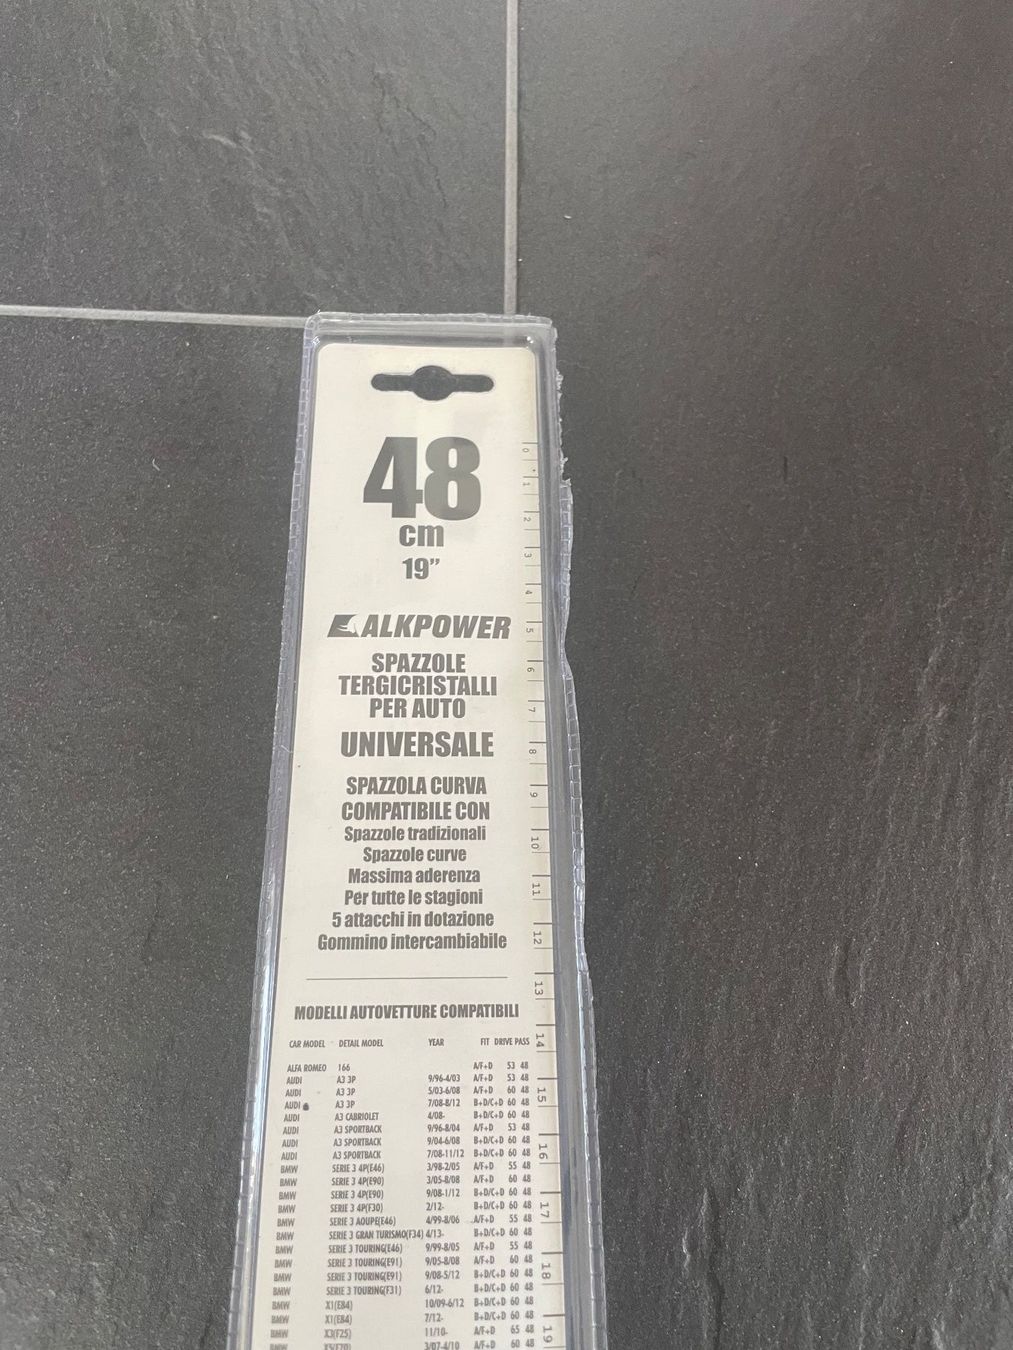 48
cm
19”
ALKPOWER
SPAZZOLE
TERGICRISTALLI
PER AUTO
UNIVERSALE
SPAZZOLA CURVA
COMPATIBILE CON
Spazzole tradizionali
Spazzole curve
Massima aderenza
Per tutte le stagioni
5 attacchi in dotazione
Gommino intercambiabile
MODELLI AUTOVETTURE COMPATIBILI
CAR MODEL DETAIL MODEL YEAR FIT DRIVE PASS
ALFA ROMEO 166 A/F+D 53 48
AUDI A3 3P 9/96-4/03 A/F+D 53 48
AUDI A3 3P 5/03-6/08 A/F+D 60 48
AUDI A3 3P 7/08-8/12 B+D/C+D 60 48
AUDI A3 CABRIOLET 4/08- B+D/C+D 60 48
AUDI A3 SPORTBACK 9/96-8/04 A/F+D 53 48
AUDI A3 SPORTBACK 9/04-6/08 A/F+D 60 48
AUDI A3 SPORTBACK 7/08-11/12 B+D/C+D 60 48
BMW SERIE 3 4P(E46) 3/98-2/05 A/F+D 55 48
BMW SERIE 3 4P(E90) 3/05-8/08 A/F+D 60 48
BMW SERIE 3 4P(E90) 9/08-1/12 B+D/C+D 60 48
BMW SERIE 3 4P(F30) 2/12- B+D/C+D 60 48
BMW SERIE 3 AOUPE(E46) 4/99-8/06 A/F+D 55 48
BMW SERIE 3 GRAN TURISMO(F34) 4/13- B+D/C+D 60 48
BMW SERIE 3 TOURING(E46) 9/99-8/05 A/F+D 55 48
BMW SERIE 3 TOURING(E91) 9/05-8/08 A/F+D 60 48
BMW SERIE 3 TOURING(E91) 9/08-5/12 B+D/C+D 60 48
BMW SERIE 3 TOURING(F31) 6/12- B+D/C+D 60 48
BMW X1(E84) 10/09-6/12 B+D/C+D 60 48
BMW X1(E84) 7/12- B+D/C+D 60 48
BMW X3(F25) 11/10- A/F+D 65 48
BMW 3/07-4/10 A/F+D 60 48
0
1
2
3
4
5
6
7
8
9
10
11
12
13
14
15
16
17
18
19